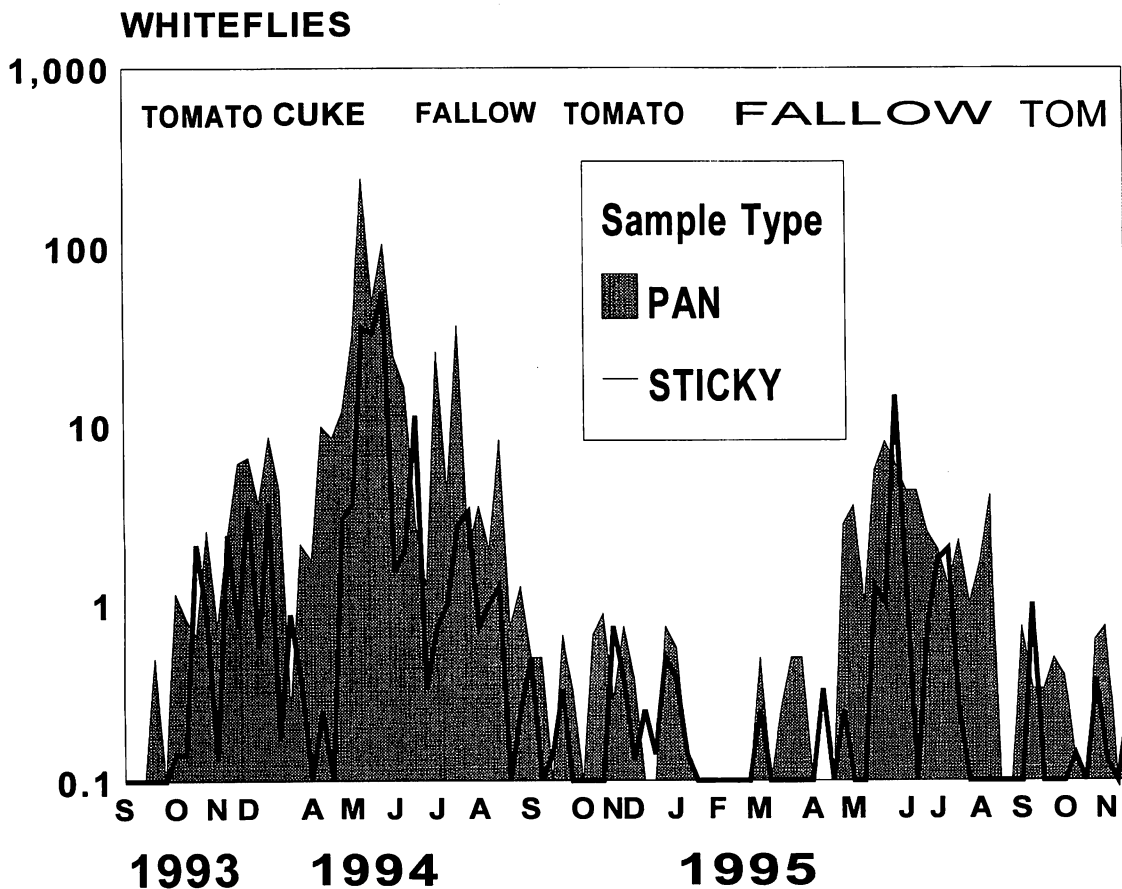 WHITEFLIES
1,000
TOMATO CUKE FALLOW TOMATO FALLOW TOM
Sample Type
100
PAN
STICKY
10
1
0.1
S O N D A M J J A S O N D J F M A M J J A S O N
1993 1994 1995